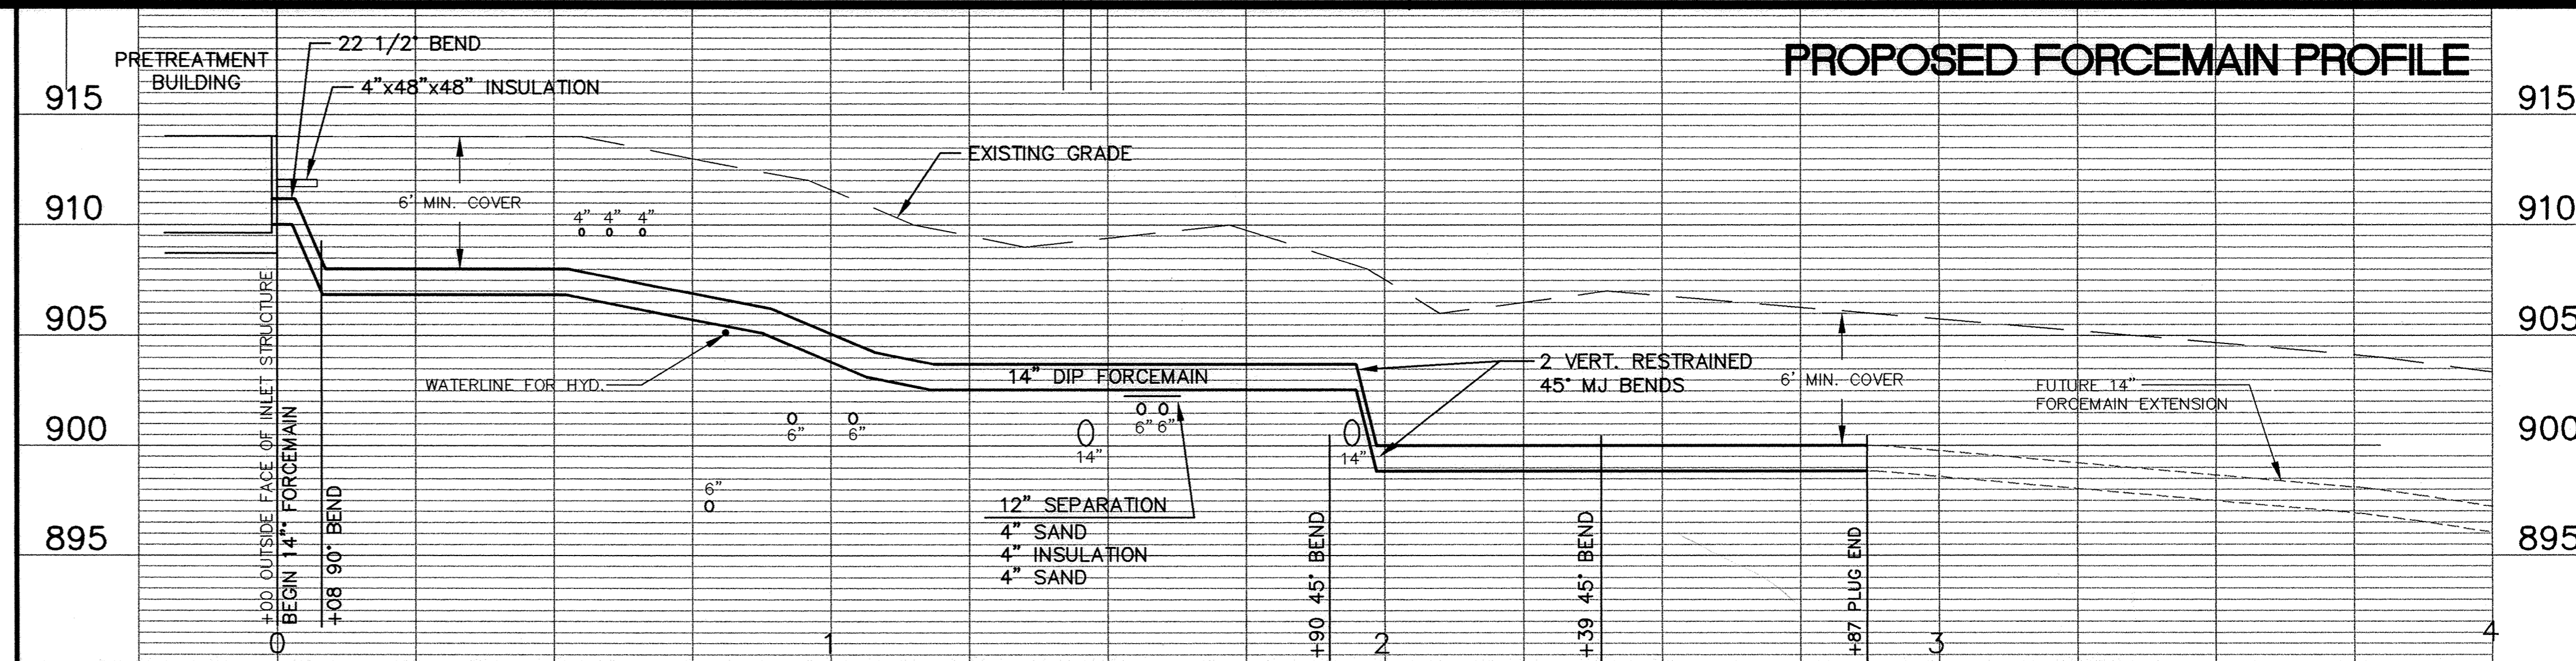 PROPOSED FORCEMAIN PROFILE
22 1/2° BEND
PRETREATMENT
BUILDING
4"x48"x48" INSULATION
915
915
EXISTING GRADE
910
6' MIN. COVER
4" 4" 4"
910
905
905
WATERLINE FOR HYD.
14" DIP FORCEMAIN
2 VERT. RESTRAINED
45° MJ BENDS
6' MIN. COVER
FUTURE 14"
FORCEMAIN EXTENSION
900
6"
6"
14"
6" 6"
14"
900
6"
12" SEPARATION
4" SAND
4" INSULATION
4" SAND
895
895
+00 OUTSIDE FACE OF INLET STRUCTURE
BEGIN 14" FORCEMAIN
+08 90° BEND
+90 45° BEND
+39 45° BEND
+87 PLUG END
0
1
2
3
4